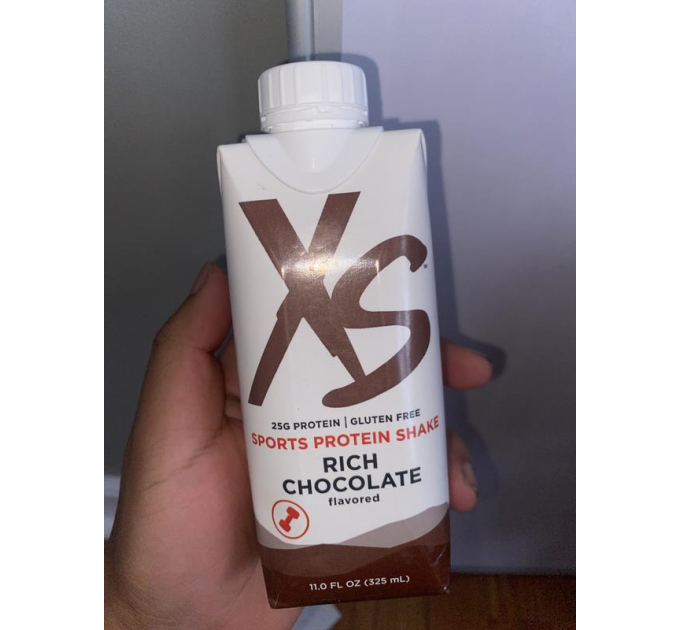 XS
25G PROTEIN | GLUTEN FREE
SPORTS PROTEIN SHAKE
RICH
CHOCOLATE
flavored
11.0 FL OZ (325 mL)